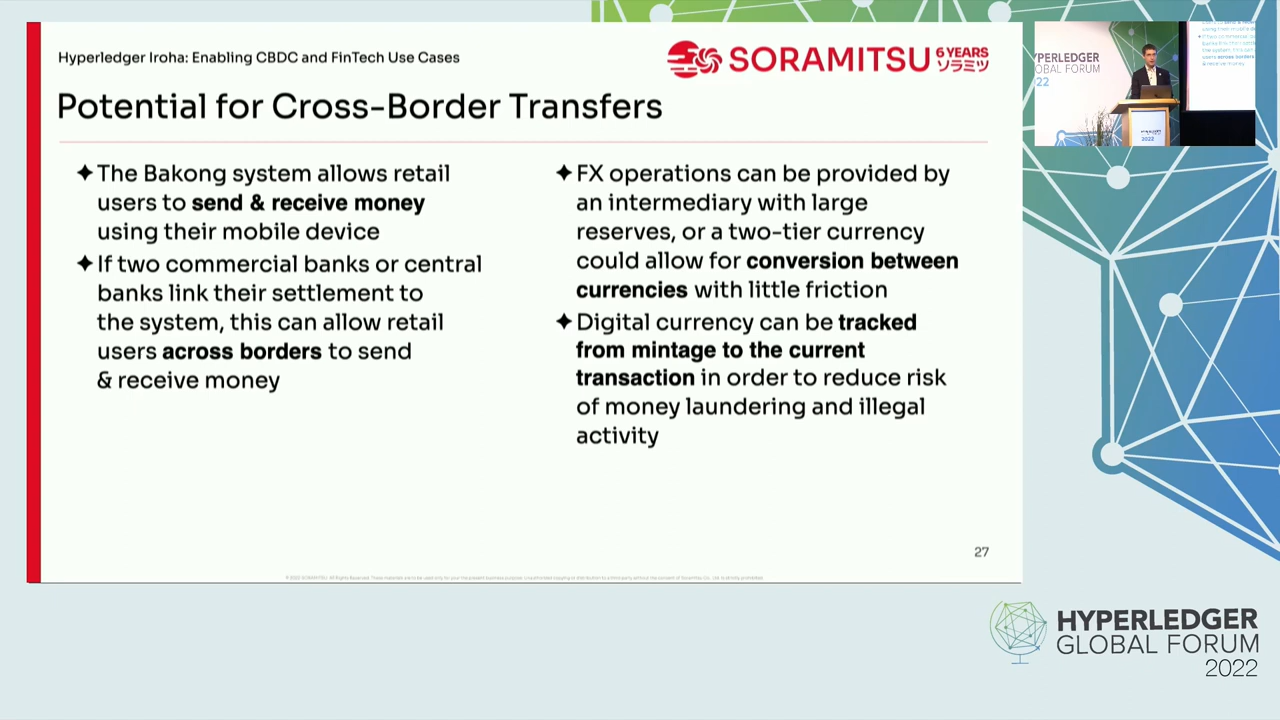 Hyperledger Iroha: Enabling CBDC and FinTech Use Cases
SORAMITSU
6 YEARS
ソラミツ
Potential for Cross-Border Transfers
The Bakong system allows retail
users to send & receive money
using their mobile device
If two commercial banks or central
banks link their settlement to
the system, this can allow retail
users across borders to send
& receive money
FX operations can be provided by
an intermediary with large
reserves, or a two-tier currency
could allow for conversion between
currencies with little friction
Digital currency can be tracked
from mintage to the current
transaction in order to reduce risk
of money laundering and illegal
activity
27
HYPERLEDGER
GLOBAL FORUM
2022